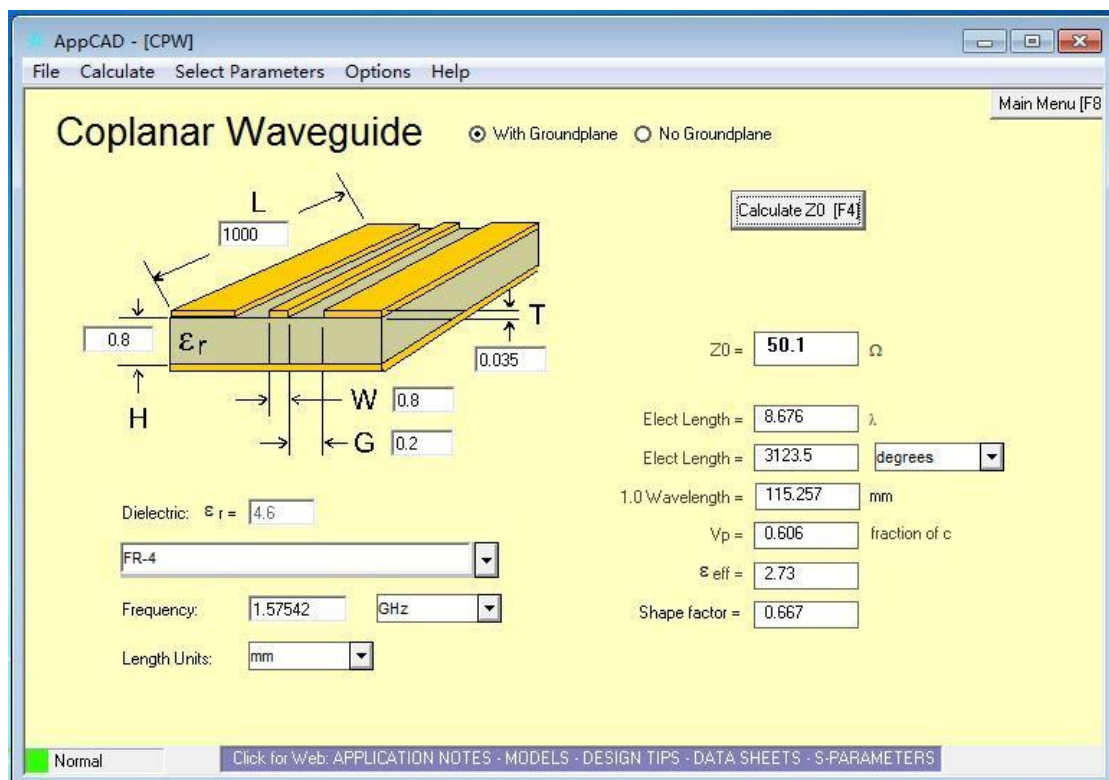 AppCAD - [CPW]
File Calculate Select Parameters Options Help
Main Menu [F8
Coplanar Waveguide
With Groundplane
No Groundplane
Calculate Z0 [F4]
L
1000
T
0.035
0.8
εr
H
W 0.8
G 0.2
Z0 = 50.1 Ω
Elect Length = 8.676 λ
Elect Length = 3123.5 degrees
1.0 Wavelength = 115.257 mm
Vp = 0.606 fraction of c
ε eff = 2.73
Shape factor = 0.667
Dielectric: ε r = 4.6
FR-4
Frequency: 1.57542 GHz
Length Units: mm
Normal
Click for Web: APPLICATION NOTES - MODELS - DESIGN TIPS - DATA SHEETS - S-PARAMETERS